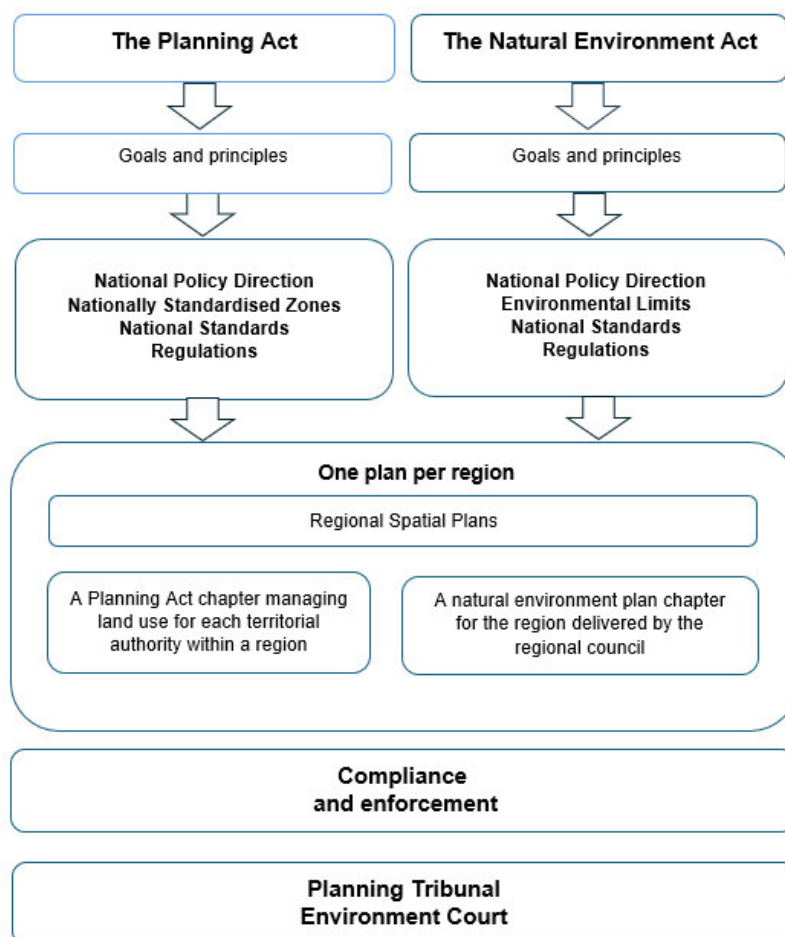 The Planning Act
The Natural Environment Act
Goals and principles
Goals and principles
National Policy Direction
Nationally Standardised Zones
National Standards
Regulations
National Policy Direction
Environmental Limits
National Standards
Regulations
One plan per region
Regional Spatial Plans
A Planning Act chapter managing
land use for each territorial
authority within a region
A natural environment plan chapter
for the region delivered by the
regional council
Compliance
and enforcement
Planning Tribunal
Environment Court